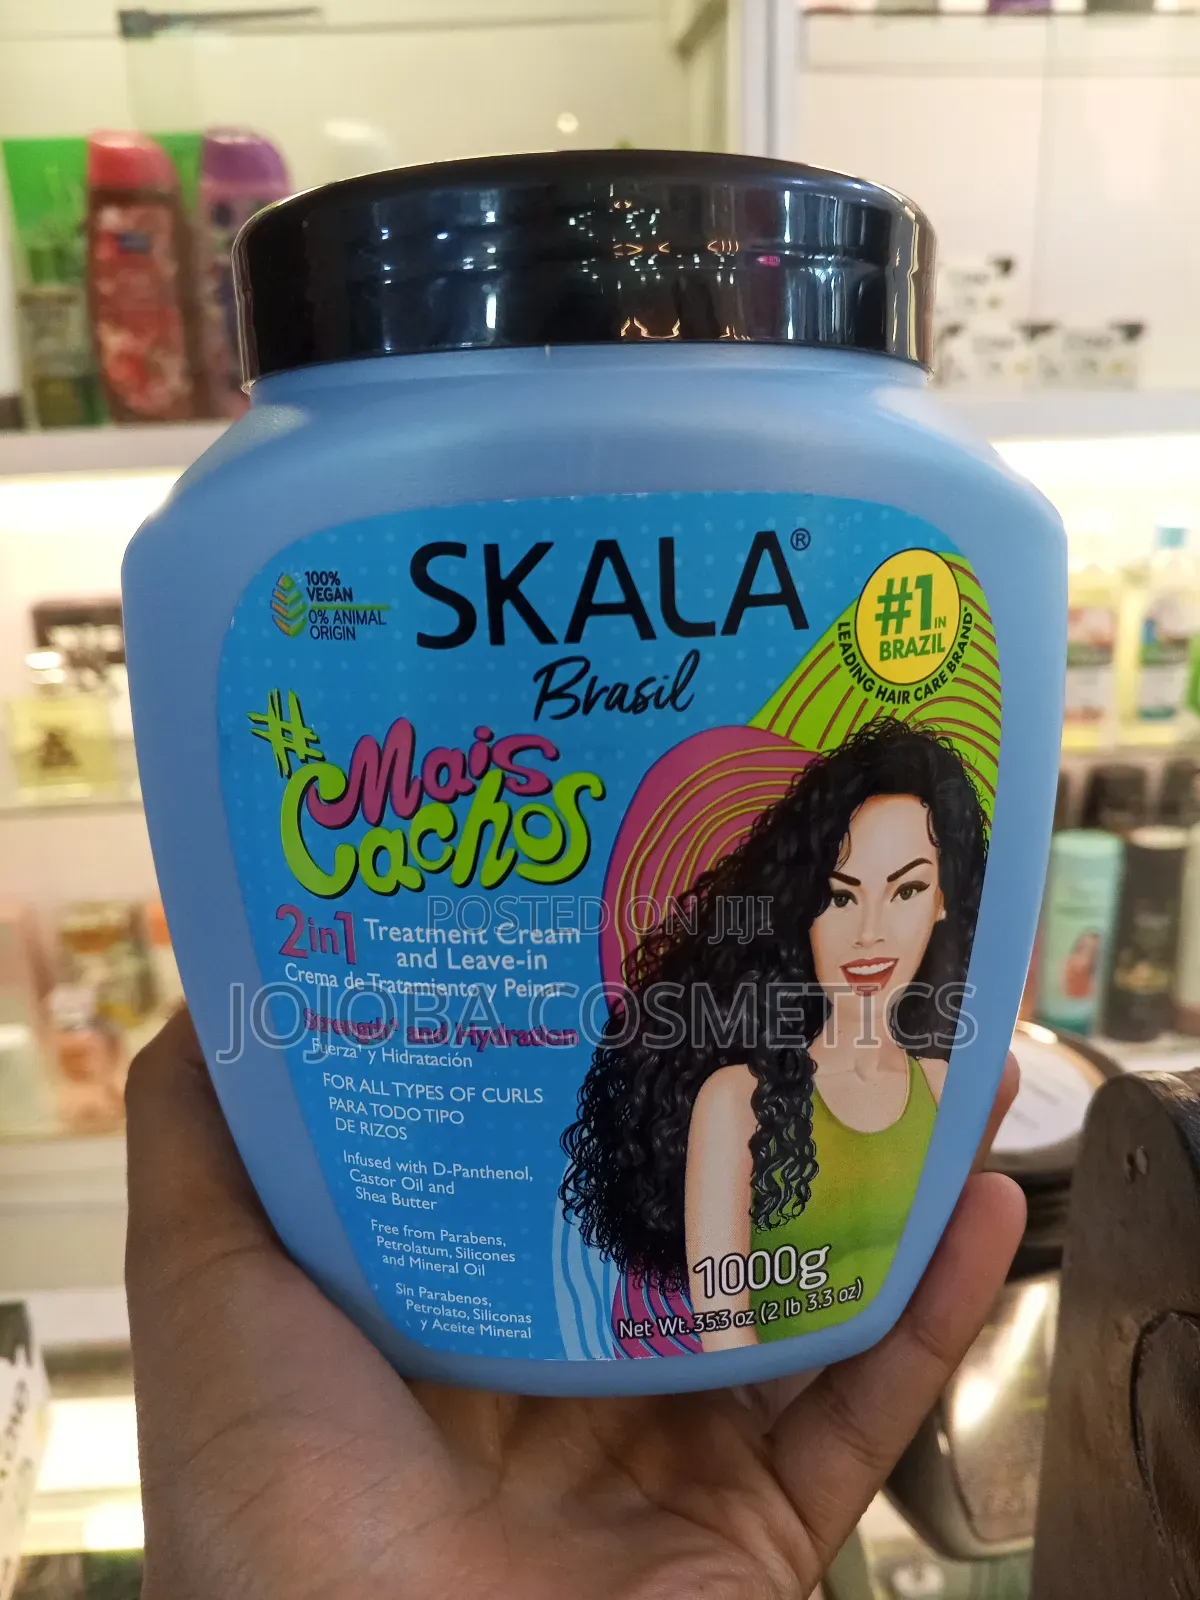 SKALA®
Brasil
100%
VEGAN
0% ANIMAL
ORIGIN
#1 IN
BRAZIL
LEADING HAIR CARE BRAND*
#Mais
Cachos
2in1 Treatment Cream
and Leave-in
Crema de Tratamiento y Peinar
Strength¹ and Hydration
Fuerza¹ y Hidratación
FOR ALL TYPES OF CURLS
PARA TODO TIPO
DE RIZOS
Infused with D-Panthenol,
Castor Oil and
Shea Butter
Free from Parabens,
Petrolatum, Silicones
and Mineral Oil
Sin Parabenos,
Petrolato, Siliconas
y Aceite Mineral
1000g
Net Wt. 35.3 oz (2 lb 3.3 oz)
POSTED ON JIJI
JOJOBA COSMETICS